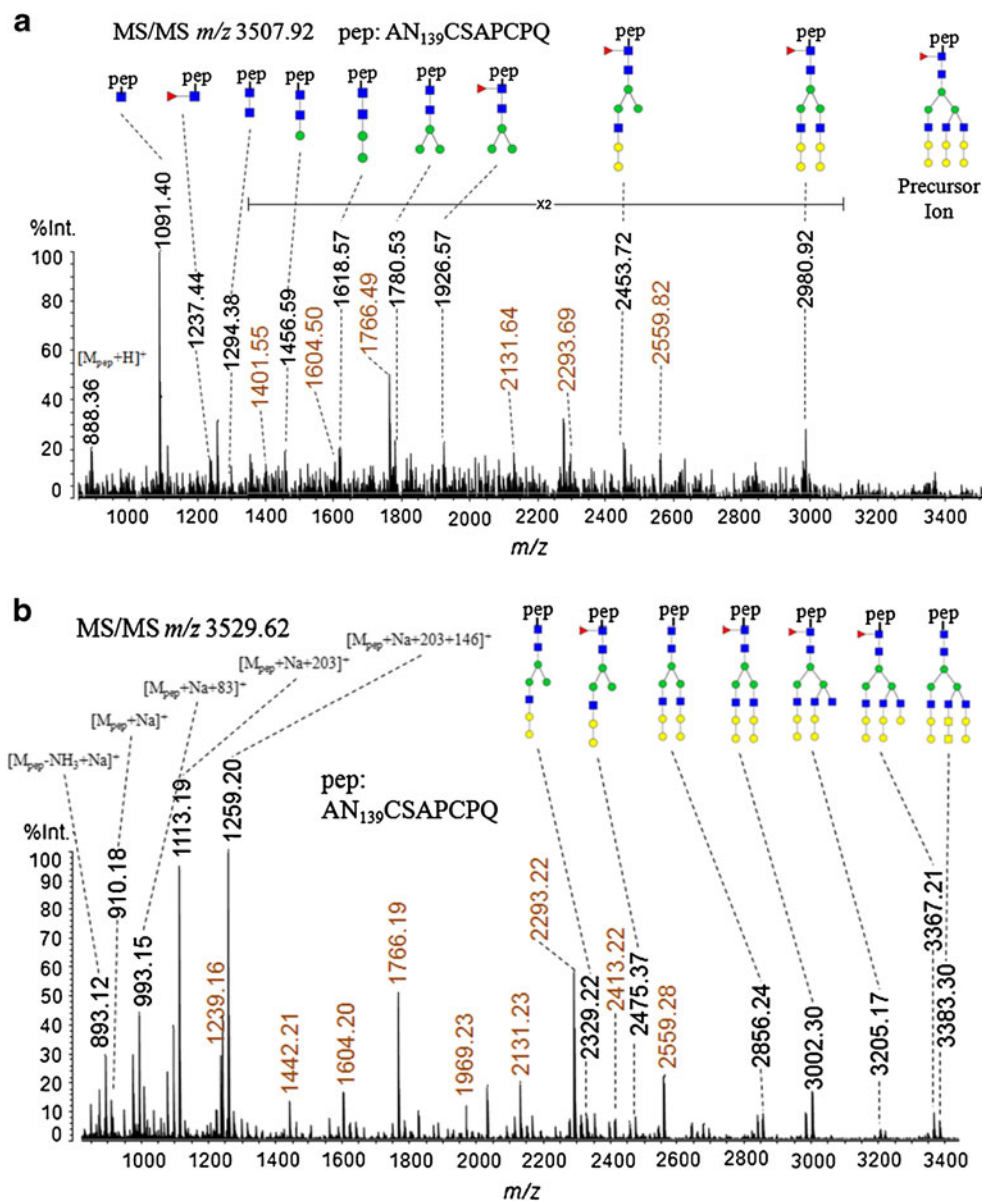 a
MS/MS m/z 3507.92 pep: AN₁₃₉CSAPCPQ
pep pep pep pep pep pep pep pep pep pep
Precursor
Ion
X2
%Int.
100
80
60
40
20
0
[Mpep+H]⁺
888.36
1091.40
1237.44
1294.38
1401.55
1456.59
1604.50
1618.57
1766.49
1780.53
1926.57
2131.64
2293.69
2453.72
2559.82
2980.92
1000 1200 1400 1600 1800 2000 2200 2400 2600 2800 3000 3200 3400
m/z
b
MS/MS m/z 3529.62
[Mpep+Na+203+146]⁺
[Mpep+Na+203]⁺
[Mpep+Na+83]⁺
[Mpep+Na]⁺
[Mpep-NH₃+Na]⁺
pep pep pep pep pep pep pep
pep:
AN₁₃₉CSAPCPQ
%Int.
100
90
80
70
60
50
40
30
20
10
0
893.12
910.18
993.15
1113.19
1239.16
1259.20
1442.21
1604.20
1766.19
1969.23
2131.23
2293.22
2329.22
2413.22
2475.37
2559.28
2856.24
3002.30
3205.17
3367.21
3383.30
1000 1200 1400 1600 1800 2000 2200 2400 2600 2800 3000 3200 3400
m/z